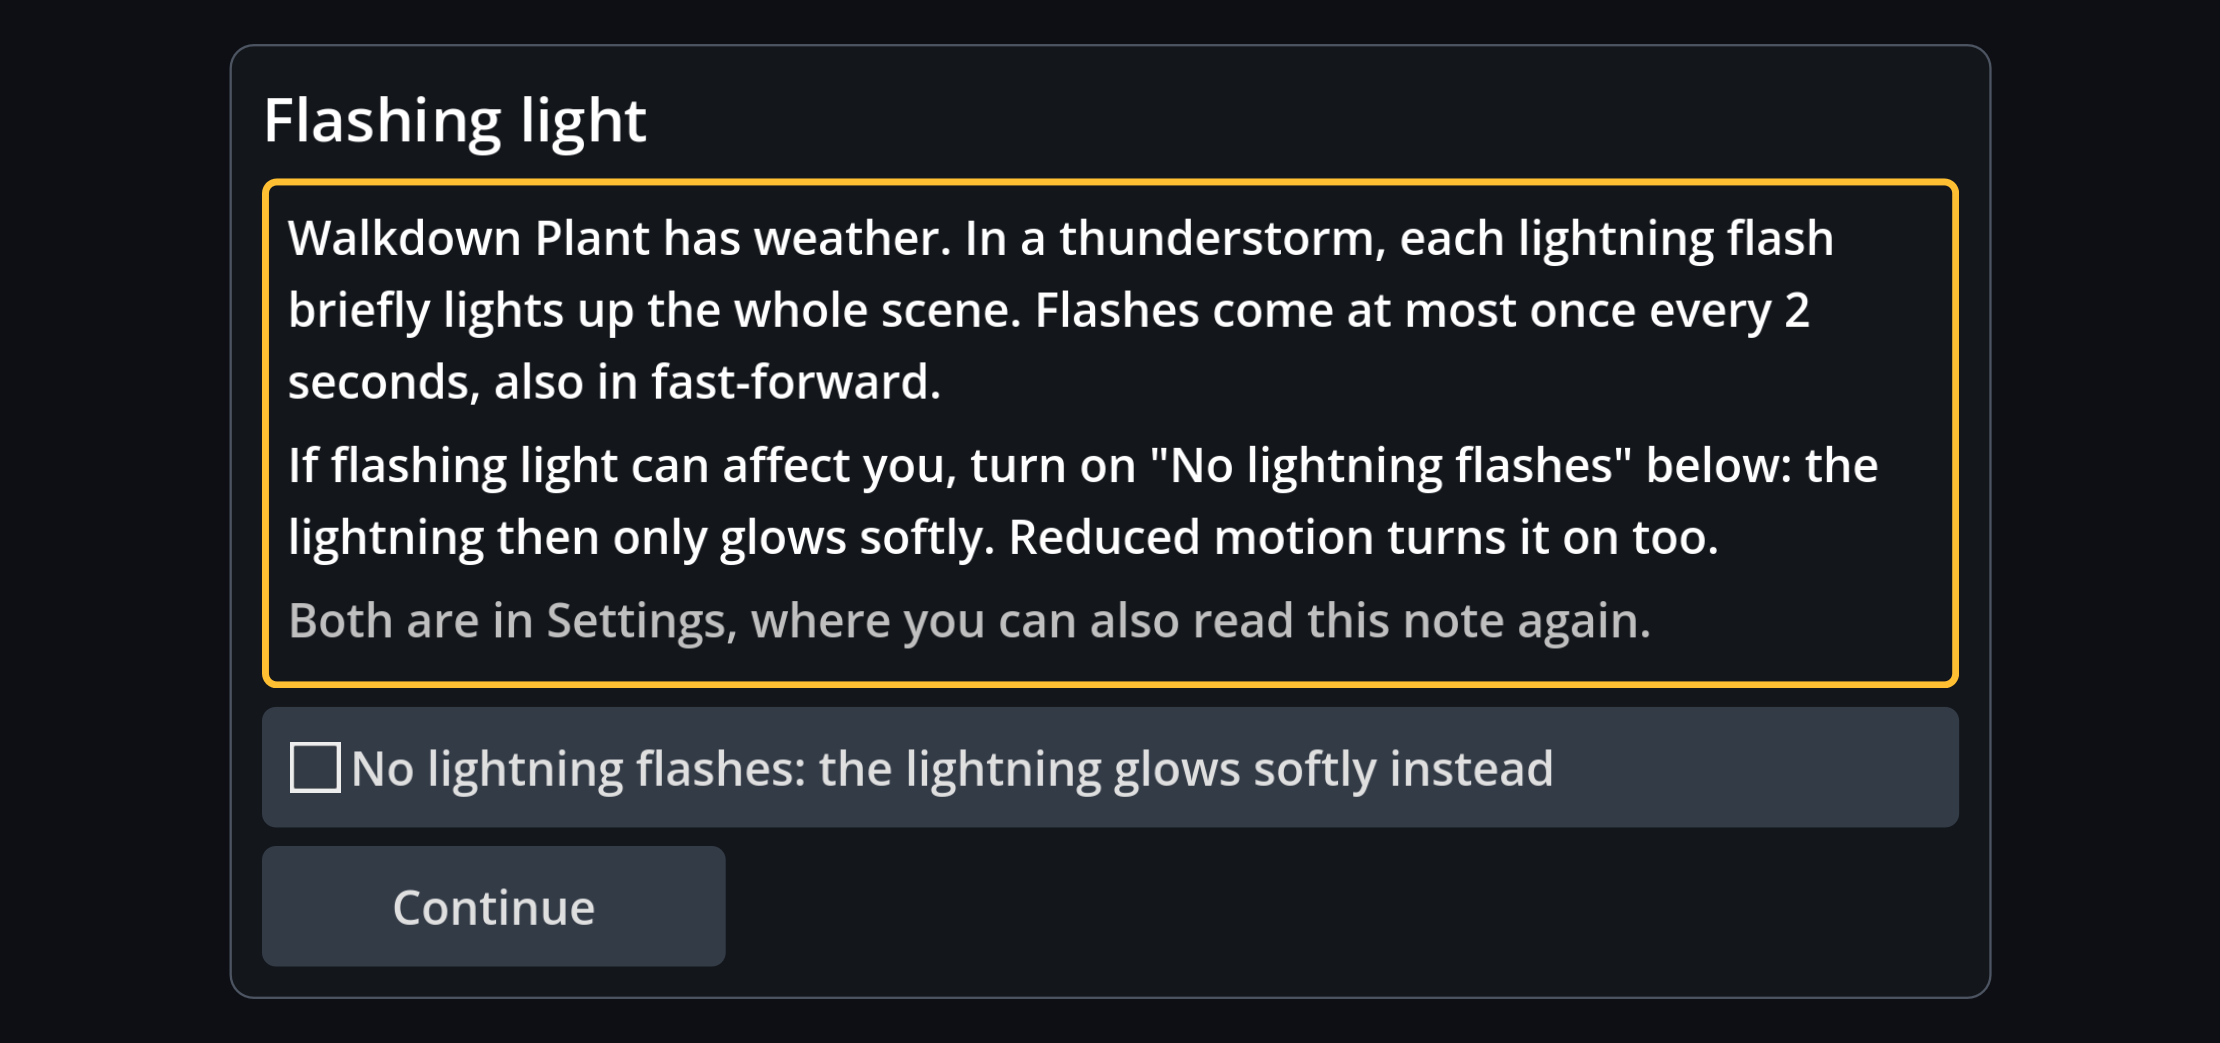 Flashing light
Walkdown Plant has weather. In a thunderstorm, each lightning flash
briefly lights up the whole scene. Flashes come at most once every 2
seconds, also in fast-forward.
If flashing light can affect you, turn on "No lightning flashes" below: the
lightning then only glows softly. Reduced motion turns it on too.
Both are in Settings, where you can also read this note again.
No lightning flashes: the lightning glows softly instead
Continue